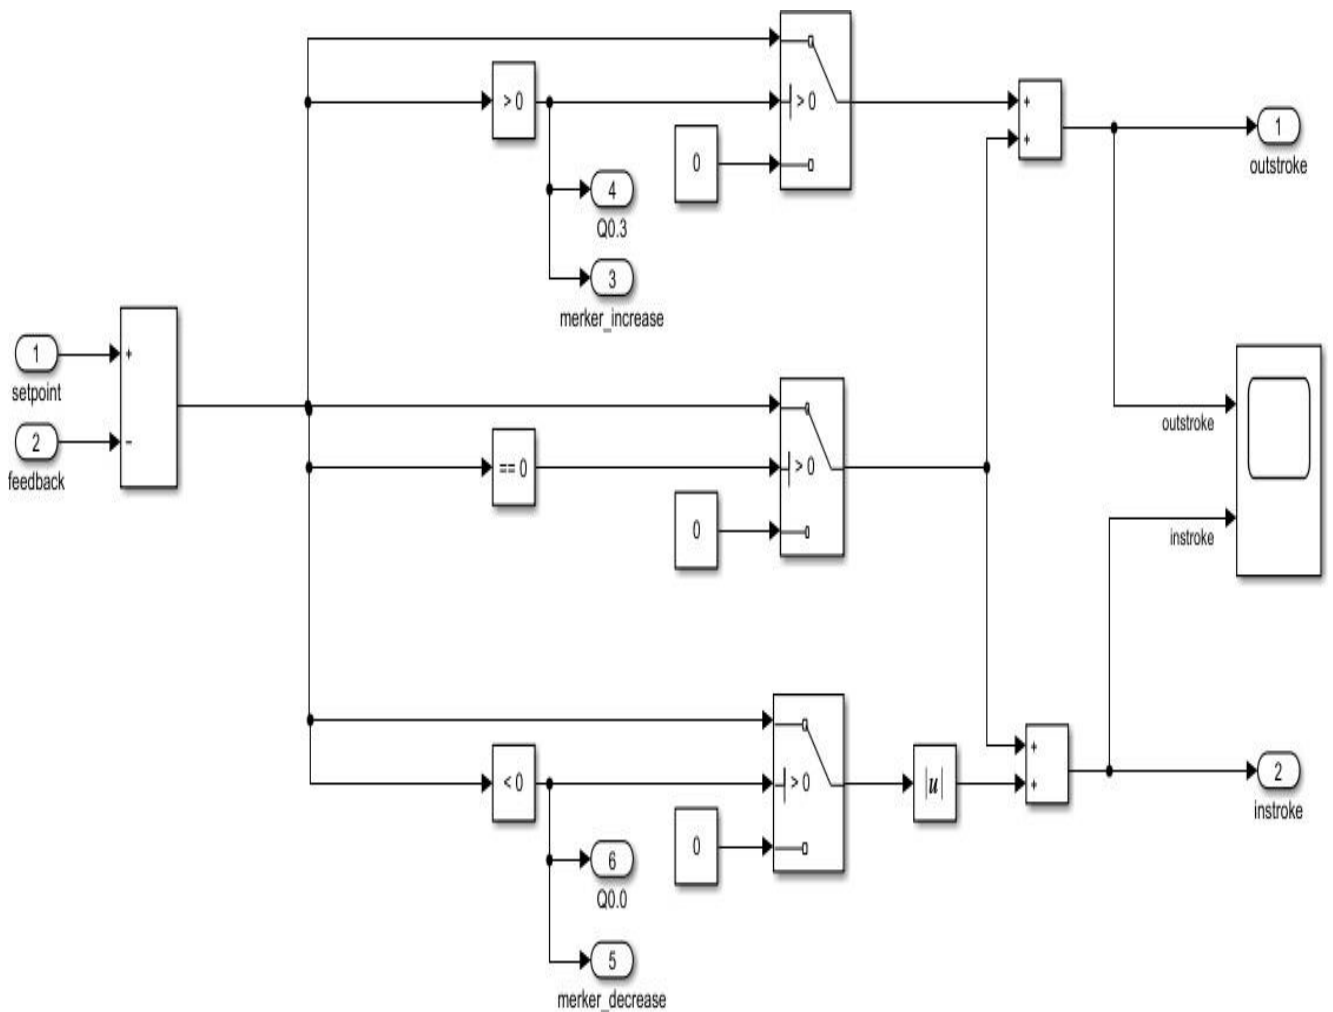 > 0
> 0
0
4
Q0.3
3
merker_increase
+
+
1
outstroke
1
setpoint
2
feedback
+
-
== 0
> 0
0
outstroke
instroke
< 0
> 0
0
6
Q0.0
5
merker_decrease
|u|
+
+
2
instroke